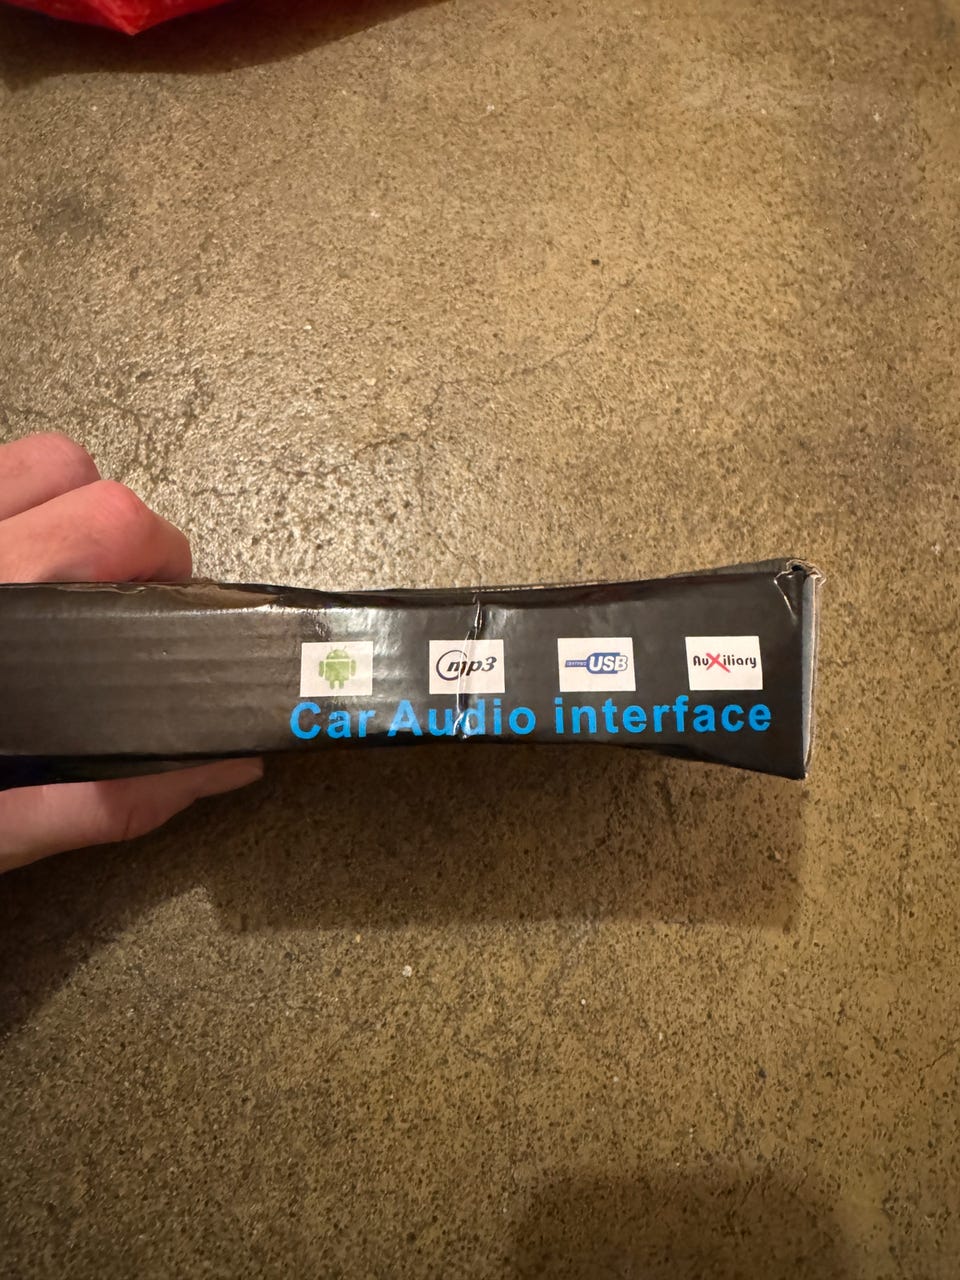 mp3
USB
AuXiliary
Car Audio interface